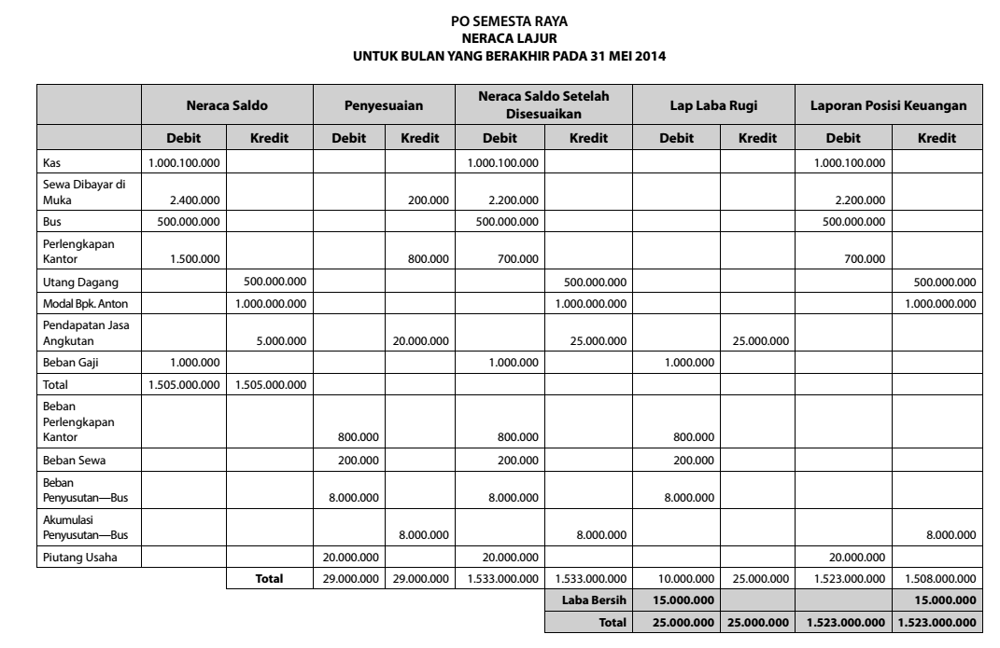 PO SEMESTA RAYA
NERACA LAJUR
UNTUK BULAN YANG BERAKHIR PADA 31 MEI 2014
Neraca Saldo Penyesuaian Neraca Saldo Setelah Disesuaikan Lap Laba Rugi Laporan Posisi Keuangan
Debit Kredit Debit Kredit Debit Kredit Debit Kredit Debit Kredit
Kas 1.000.100.000 1.000.100.000 1.000.100.000
Sewa Dibayar di
Muka 2.400.000 200.000 2.200.000 2.200.000
Bus 500.000.000 500.000.000 500.000.000
Perlengkapan
Kantor 1.500.000 800.000 700.000 700.000
Utang Dagang 500.000.000 500.000.000 500.000.000
Modal Bpk. Anton 1.000.000.000 1.000.000.000 1.000.000.000
Pendapatan Jasa
Angkutan 5.000.000 20.000.000 25.000.000 25.000.000
Beban Gaji 1.000.000 1.000.000 1.000.000
Total 1.505.000.000 1.505.000.000
Beban
Perlengkapan
Kantor 800.000 800.000 800.000
Beban Sewa 200.000 200.000 200.000
Beban
Penyusutan—Bus 8.000.000 8.000.000 8.000.000
Akumulasi
Penyusutan—Bus 8.000.000 8.000.000 8.000.000
Piutang Usaha 20.000.000 20.000.000 20.000.000
Total 29.000.000 29.000.000 1.533.000.000 1.533.000.000 10.000.000 25.000.000 1.523.000.000 1.508.000.000
Laba Bersih 15.000.000 15.000.000
Total 25.000.000 25.000.000 1.523.000.000 1.523.000.000